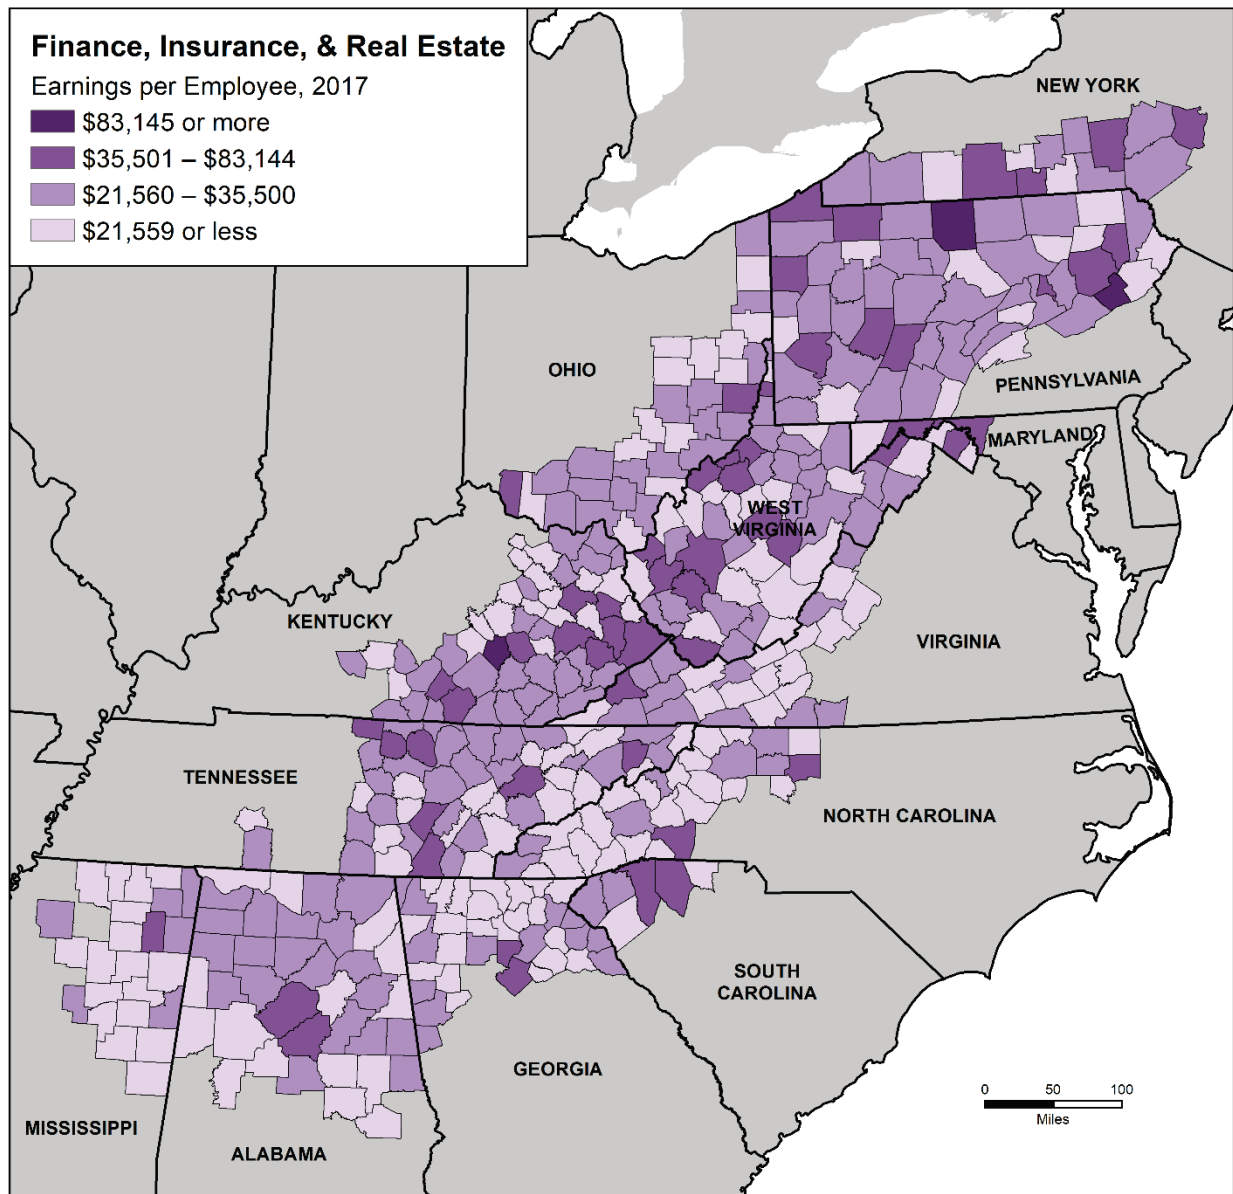 Finance, Insurance, & Real Estate
Earnings per Employee, 2017
$83,145 or more
$35,501 – $83,144
$21,560 – $35,500
$21,559 or less
NEW YORK
OHIO
PENNSYLVANIA
MARYLAND
WEST
VIRGINIA
KENTUCKY
VIRGINIA
TENNESSEE
NORTH CAROLINA
SOUTH
CAROLINA
GEORGIA
MISSISSIPPI
ALABAMA
0 50 100
Miles